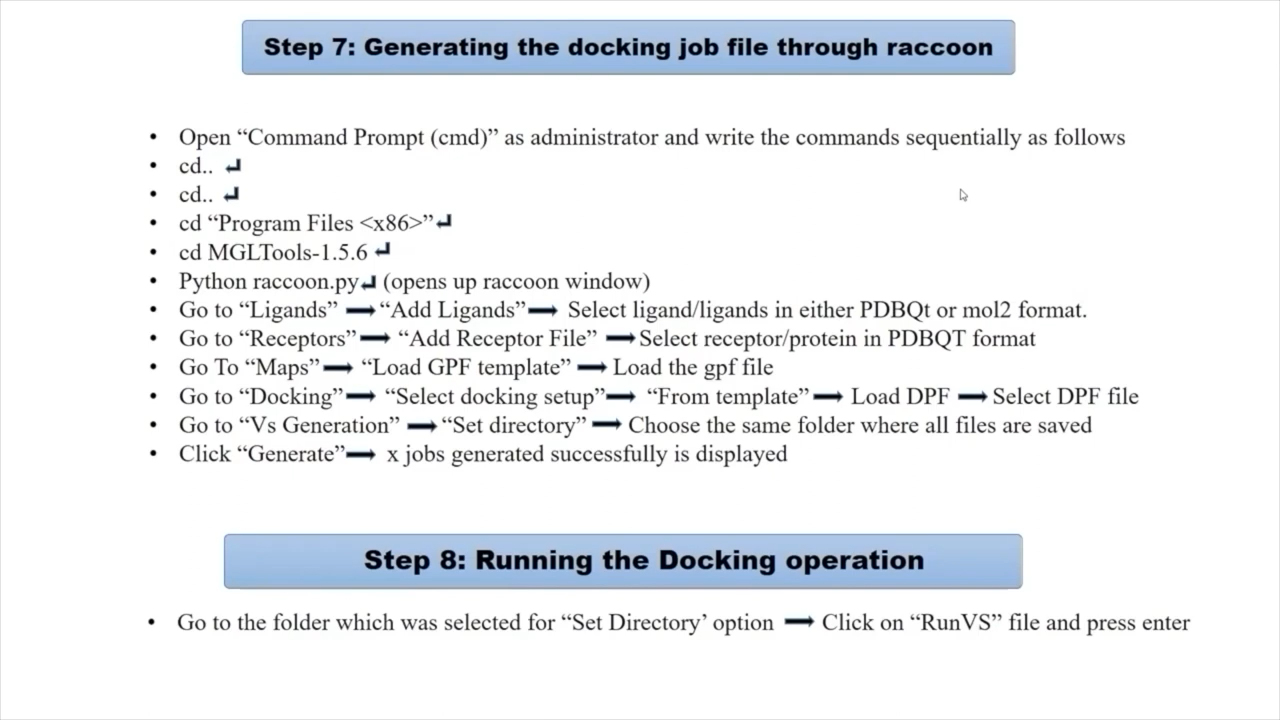 Step 7: Generating the docking job file through raccoon
• Open “Command Prompt (cmd)” as administrator and write the commands sequentially as follows
• cd.. ↵
• cd.. ↵
• cd “Program Files <x86>”↵
• cd MGLTools-1.5.6 ↵
• Python raccoon.py↵ (opens up raccoon window)
• Go to “Ligands” → “Add Ligands” → Select ligand/ligands in either PDBQt or mol2 format.
• Go to “Receptors” → “Add Receptor File” → Select receptor/protein in PDBQT format
• Go To “Maps” → “Load GPF template” → Load the gpf file
• Go to “Docking” → “Select docking setup” → “From template” → Load DPF → Select DPF file
• Go to “Vs Generation” → “Set directory” → Choose the same folder where all files are saved
• Click “Generate” → x jobs generated successfully is displayed
Step 8: Running the Docking operation
• Go to the folder which was selected for “Set Directory’ option → Click on “RunVS” file and press enter